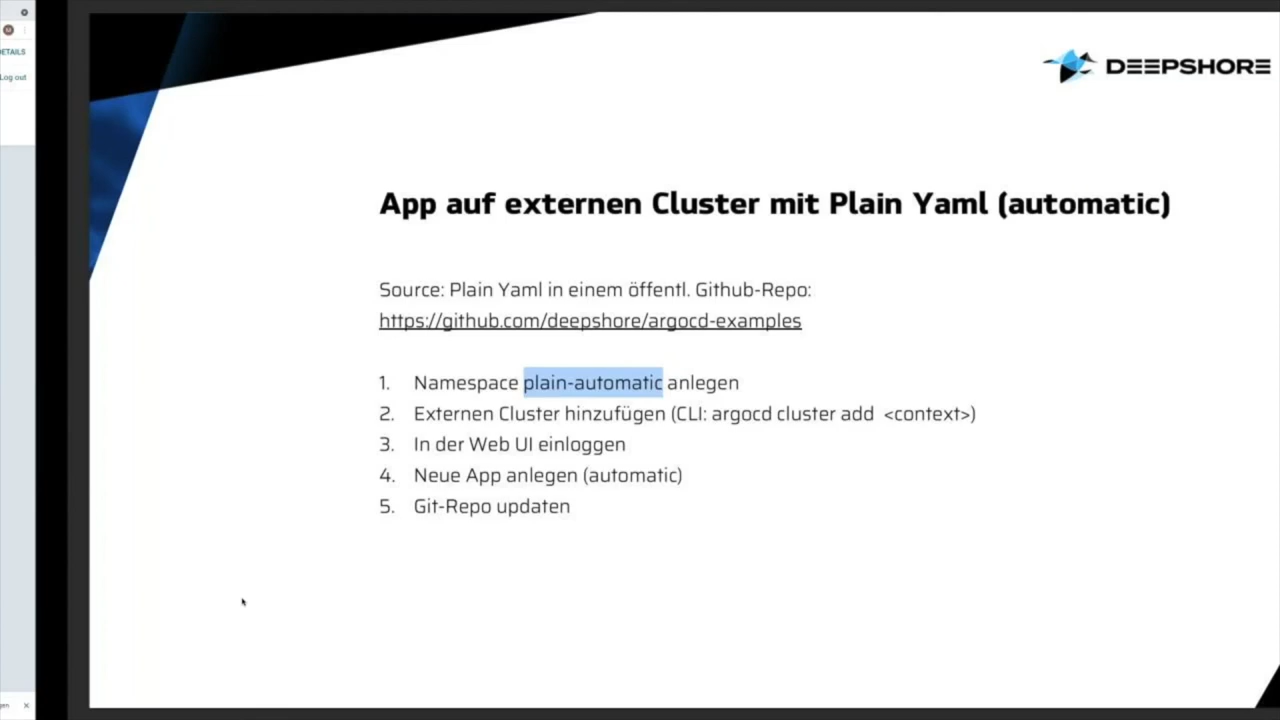 DETAILS
Log out
DEEPSHORE
App auf externen Cluster mit Plain Yaml (automatic)
Source: Plain Yaml in einem öffentl. Github-Repo:
https://github.com/deepshore/argocd-examples
1. Namespace plain-automatic anlegen
2. Externen Cluster hinzufügen (CLI: argocd cluster add <context>)
3. In der Web UI einloggen
4. Neue App anlegen (automatic)
5. Git-Repo updaten